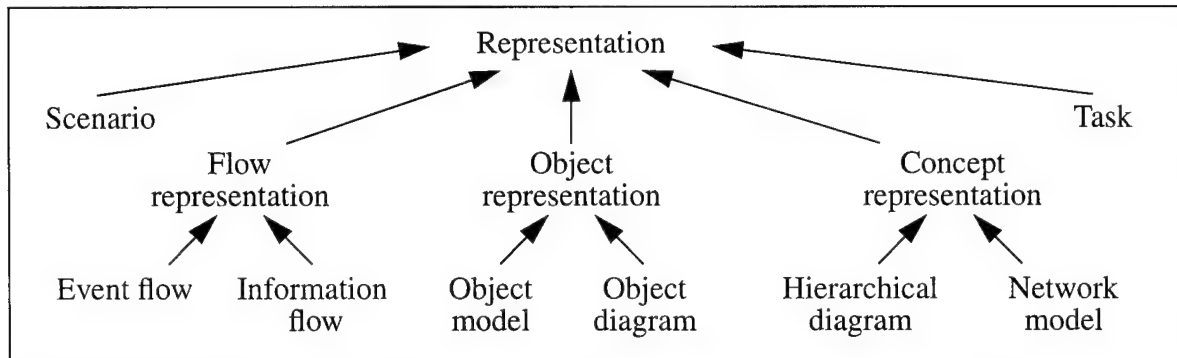 Representation
Scenario
Task
Flow
representation
Object
representation
Concept
representation
Event flow
Information
flow
Object
model
Object
diagram
Hierarchical
diagram
Network
model